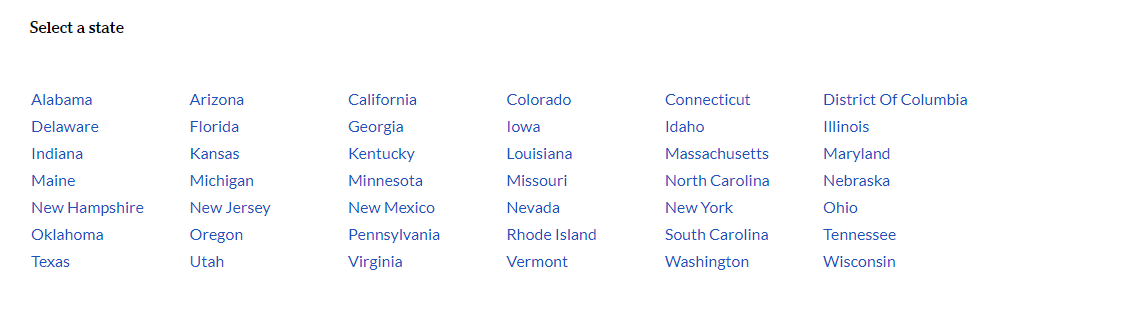 Select a state
Alabama Arizona California Colorado Connecticut District Of Columbia
Delaware Florida Georgia Iowa Idaho Illinois
Indiana Kansas Kentucky Louisiana Massachusetts Maryland
Maine Michigan Minnesota Missouri North Carolina Nebraska
New Hampshire New Jersey New Mexico Nevada New York Ohio
Oklahoma Oregon Pennsylvania Rhode Island South Carolina Tennessee
Texas Utah Virginia Vermont Washington Wisconsin